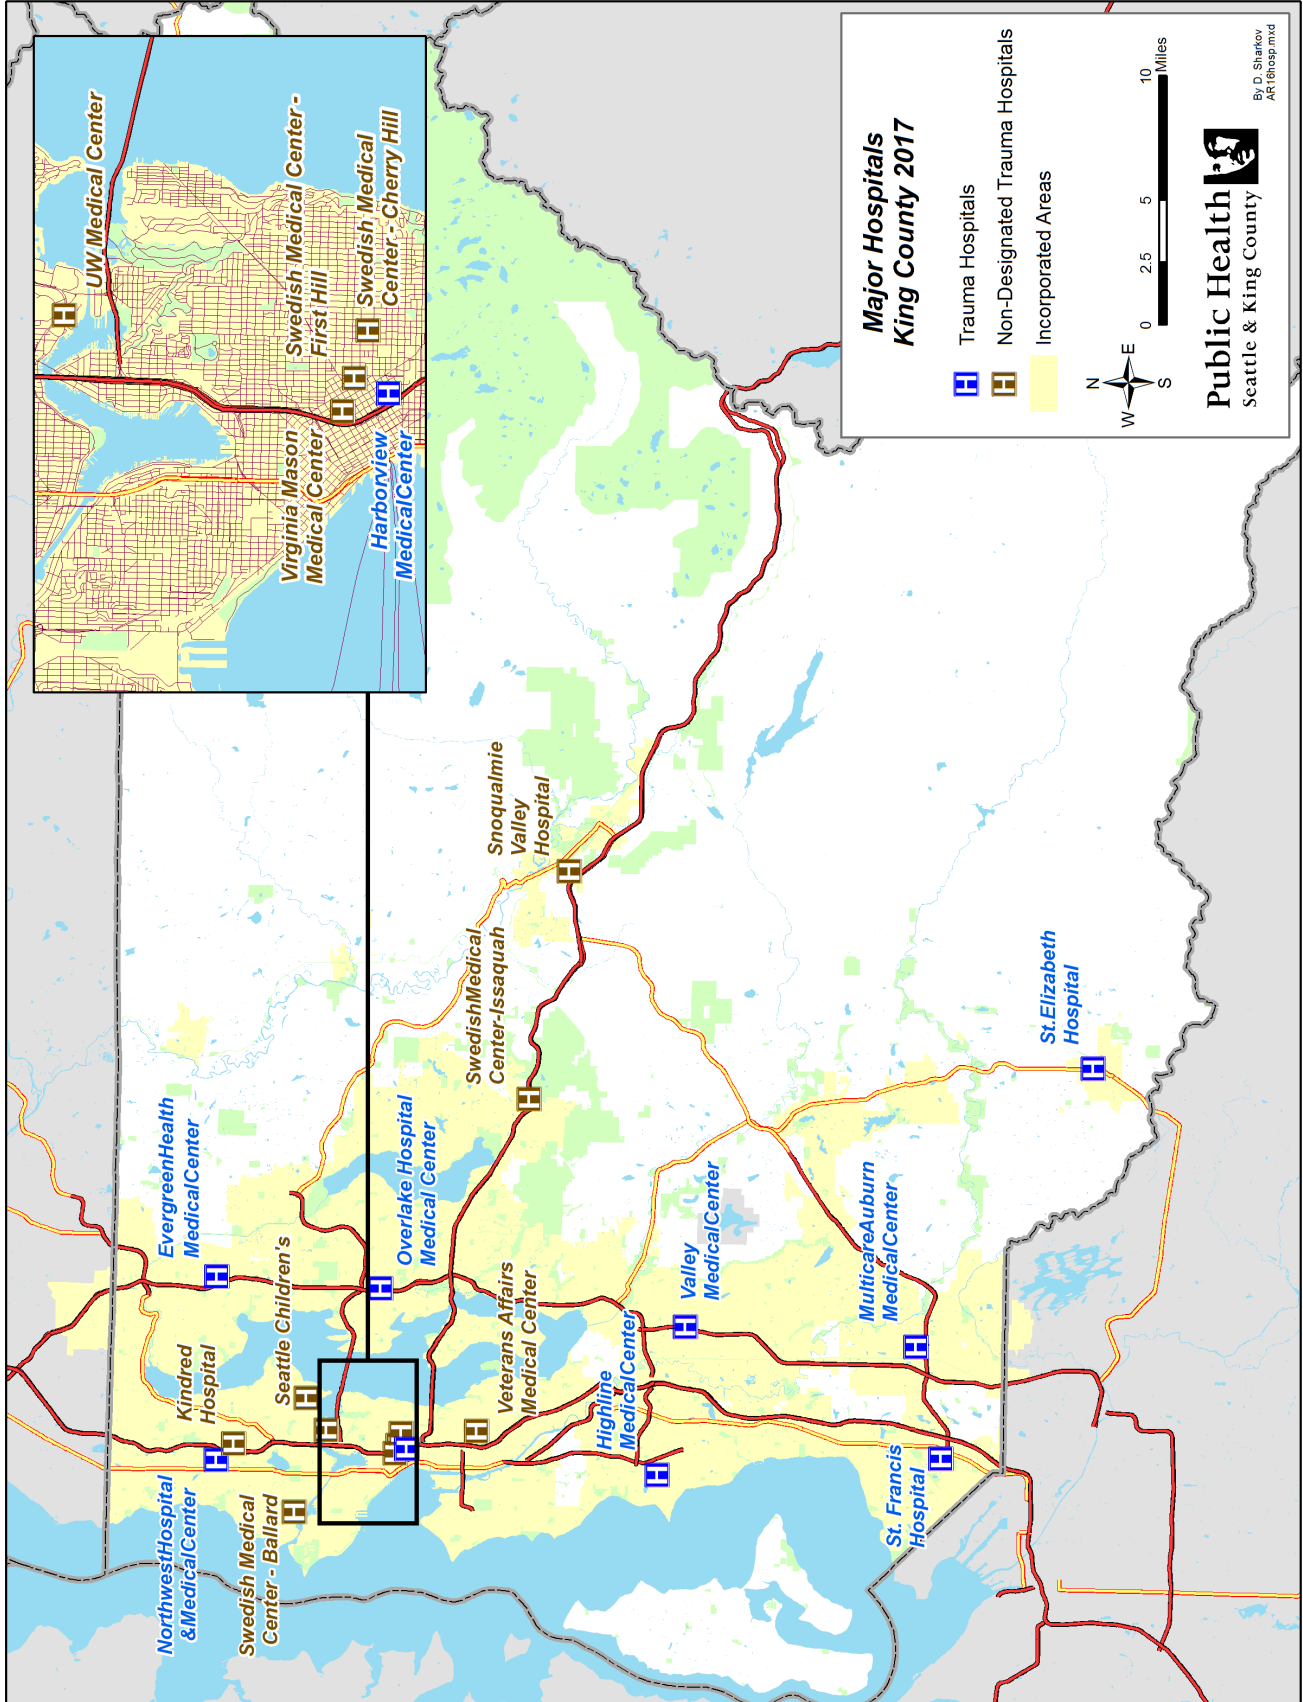 UW Medical Center
Swedish Medical Center -
First Hill
Swedish Medical
Center - Cherry Hill
Virginia Mason
Medical Center
Harborview
MedicalCenter
NorthwestHospital
&MedicalCenter
Kindred
Hospital
EvergreenHealth
MedicalCenter
Swedish Medical
Center - Ballard
Seattle Children's
Overlake Hospital
Medical Center
SwedishMedical
Center-Issaquah
Snoqualmie
Valley
Hospital
Veterans Affairs
Medical Center
Highline
MedicalCenter
Valley
MedicalCenter
MulticareAuburn
MedicalCenter
St. Francis
Hospital
St.Elizabeth
Hospital
Major Hospitals
King County 2017
H Trauma Hospitals
H Non-Designated Trauma Hospitals
Incorporated Areas
N
W E
S
0 2.5 5 10
Miles
Public Health
Seattle & King County
By D. Sharkov
AR16hosp.mxd